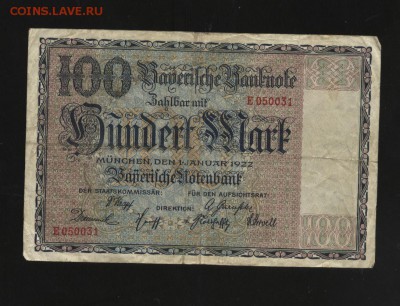 COINS.LAVE.RU
100 Bayerische Banknote
Zahlbar mit
E 050031
Hundert Mark
MÜNCHEN, DEN 1. JANUAR 1922
Bayerische Notenbank
DER STAATSKOMMISSÄR: FÜR DEN AUFSICHTSRAT:
DIREKTION:
E 050031
100